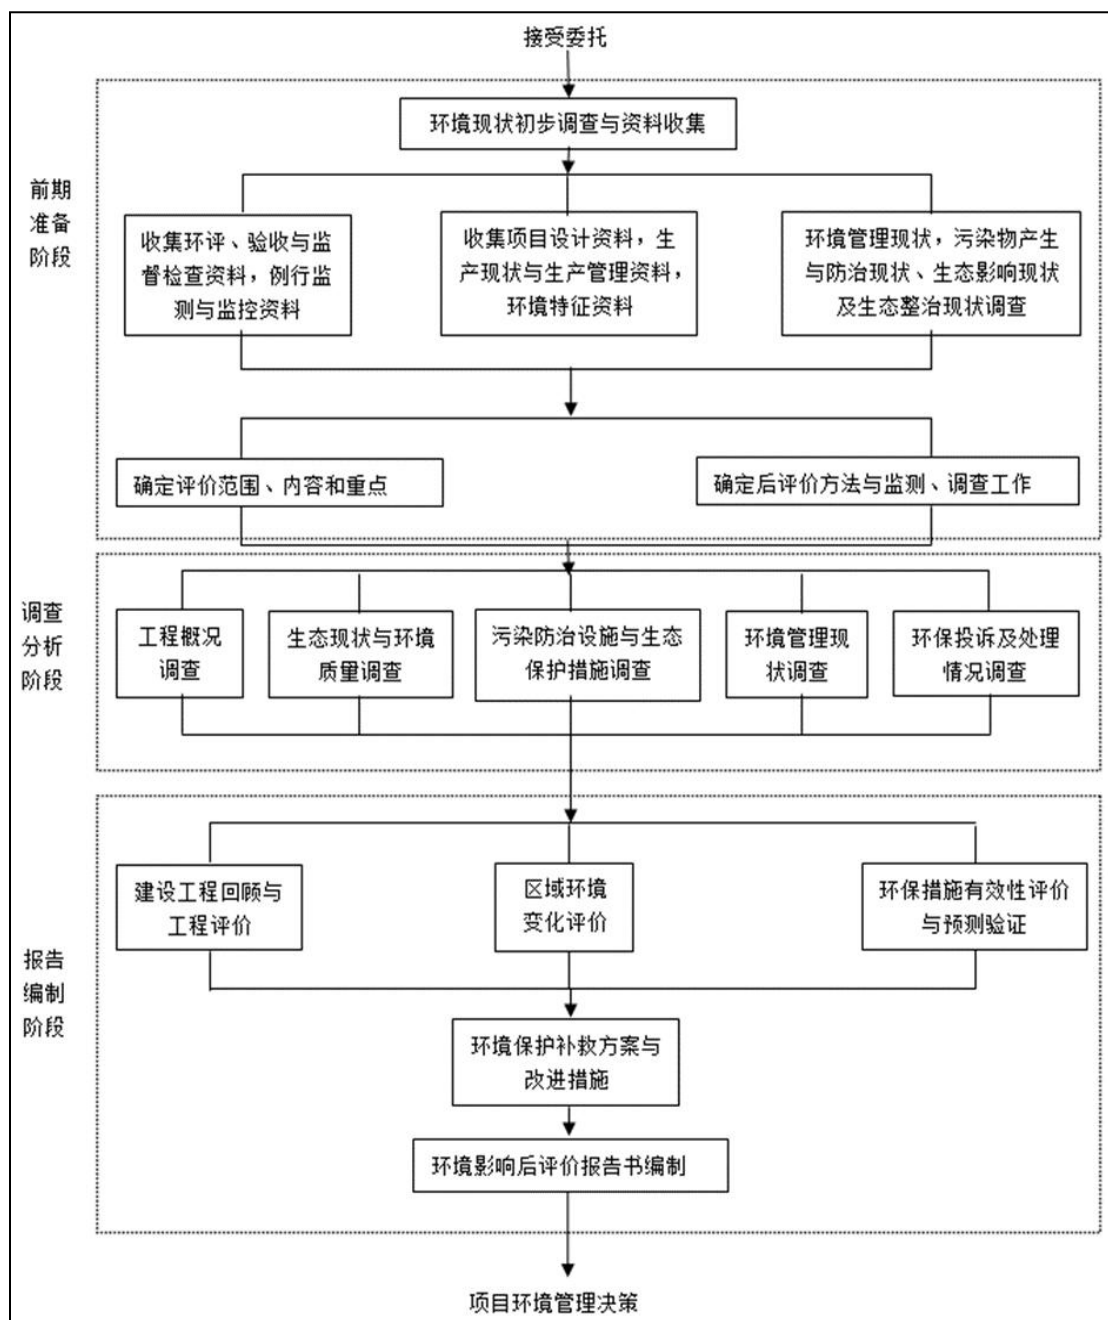 接受委托
环境现状初步调查与资料收集
前期
准备
阶段
收集环评、验收与监
督检查资料，例行监
测与监控资料
收集项目设计资料，生
产现状与生产管理资料，
环境特征资料
环境管理现状，污染物产生
与防治现状、生态影响现状
及生态整治现状调查
确定评价范围、内容和重点
确定后评价方法与监测、调查工作
调查
分析
阶段
工程概况
调查
生态现状与环境
质量调查
污染防治设施与生态
保护措施调查
环境管理现
状调查
环保投诉及处理
情况调查
报告
编制
阶段
建设工程回顾与
工程评价
区域环境
变化评价
环保措施有效性评价
与预测验证
环境保护补救方案与
改进措施
环境影响后评价报告书编制
项目环境管理决策